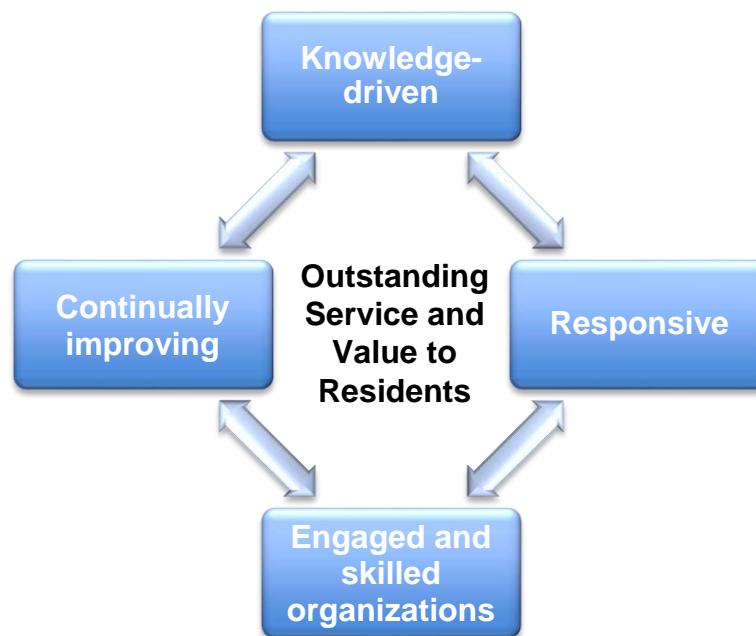 Knowledge-
driven
Outstanding
Service and
Value to
Residents
Continually
improving
Responsive
Engaged and
skilled
organizations